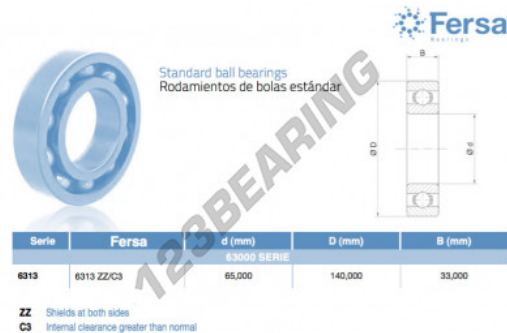 Fersa
Bearings
Standard ball bearings
Rodamientos de bolas estándar
B
Ø D
Ø d
123BEARING
Serie Fersa d (mm) D (mm) B (mm)
63000 SERIE
6313 6313 ZZ/C3 65,000 140,000 33,000
ZZ Shields at both sides
C3 Internal clearance greater than normal